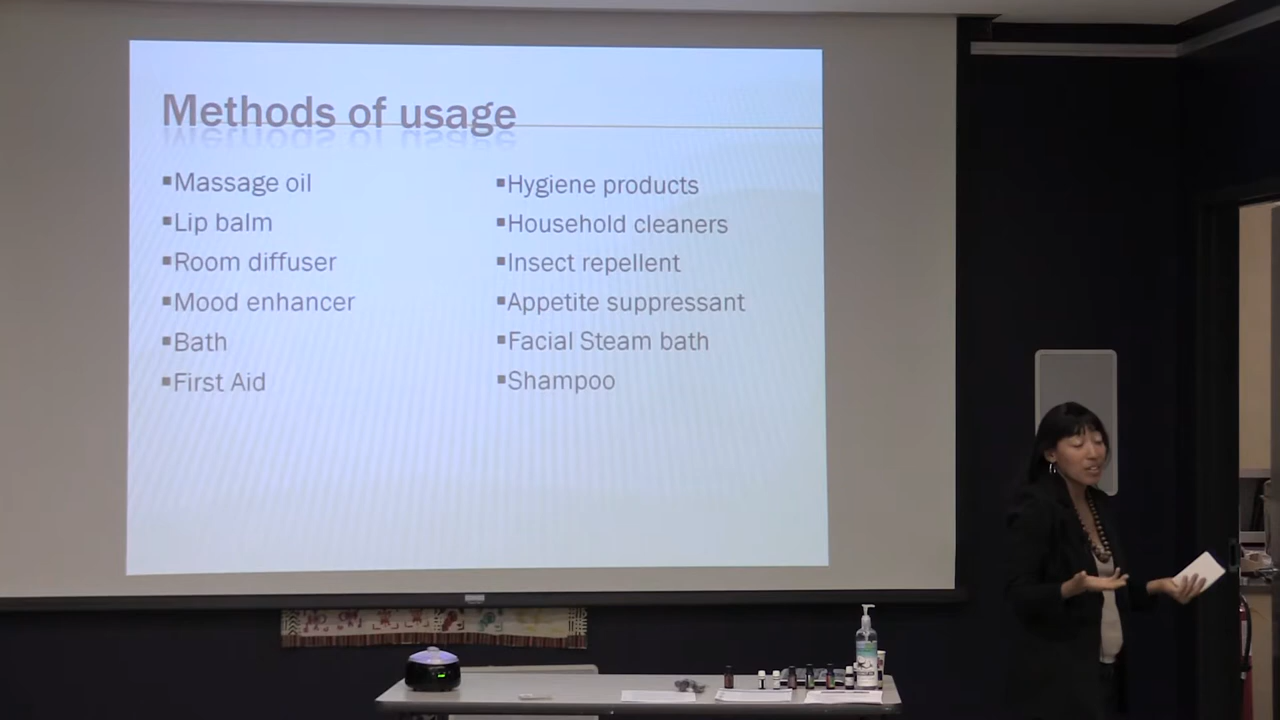 Methods of usage
▪Massage oil
▪Lip balm
▪Room diffuser
▪Mood enhancer
▪Bath
▪First Aid
▪Hygiene products
▪Household cleaners
▪Insect repellent
▪Appetite suppressant
▪Facial Steam bath
▪Shampoo